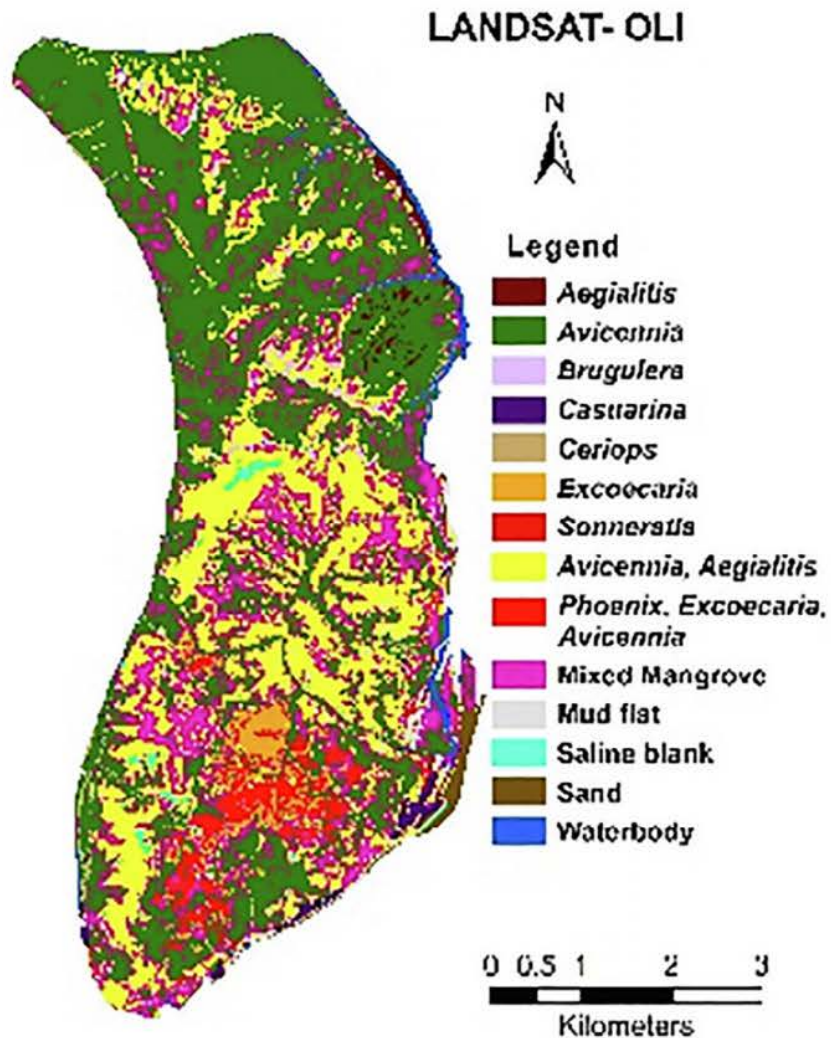 LANDSAT- OLI
N
Legend
Aegialitis
Avicennia
Bruguiera
Casuarina
Ceriops
Excoecaria
Sonneratia
Avicennia, Aegialitis
Phoenix, Excoecaria,
Avicennia
Mixed Mangrove
Mud flat
Saline blank
Sand
Waterbody
0 0.5 1 2 3
Kilometers